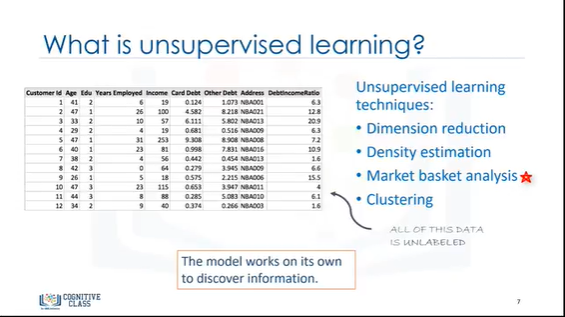 What is unsupervised learning?
Customer Id Age Edu Years Employed Income Card Debt Other Debt Address DebtIncomeRatio
1 41 2 6 19 0.124 1.073 NBA001 6.3
2 47 1 26 100 4.582 8.218 NBA021 12.8
3 33 2 10 57 6.111 5.802 NBA013 20.9
4 29 2 4 19 0.681 0.516 NBA009 6.3
5 47 1 31 253 9.308 8.908 NBA008 7.2
6 40 1 23 81 0.998 7.831 NBA016 10.9
7 38 2 4 56 0.442 0.454 NBA013 1.6
8 42 3 0 64 0.279 3.945 NBA009 6.6
9 26 1 5 18 0.575 2.215 NBA006 15.5
10 47 3 23 115 0.653 3.947 NBA011 4
11 44 3 8 88 0.285 5.083 NBA010 6.1
12 34 2 9 40 0.374 0.266 NBA003 1.6
Unsupervised learning
techniques:
• Dimension reduction
• Density estimation
• Market basket analysis
• Clustering
ALL OF THIS DATA
IS UNLABELED
The model works on its own
to discover information.
COGNITIVE
CLASS
7